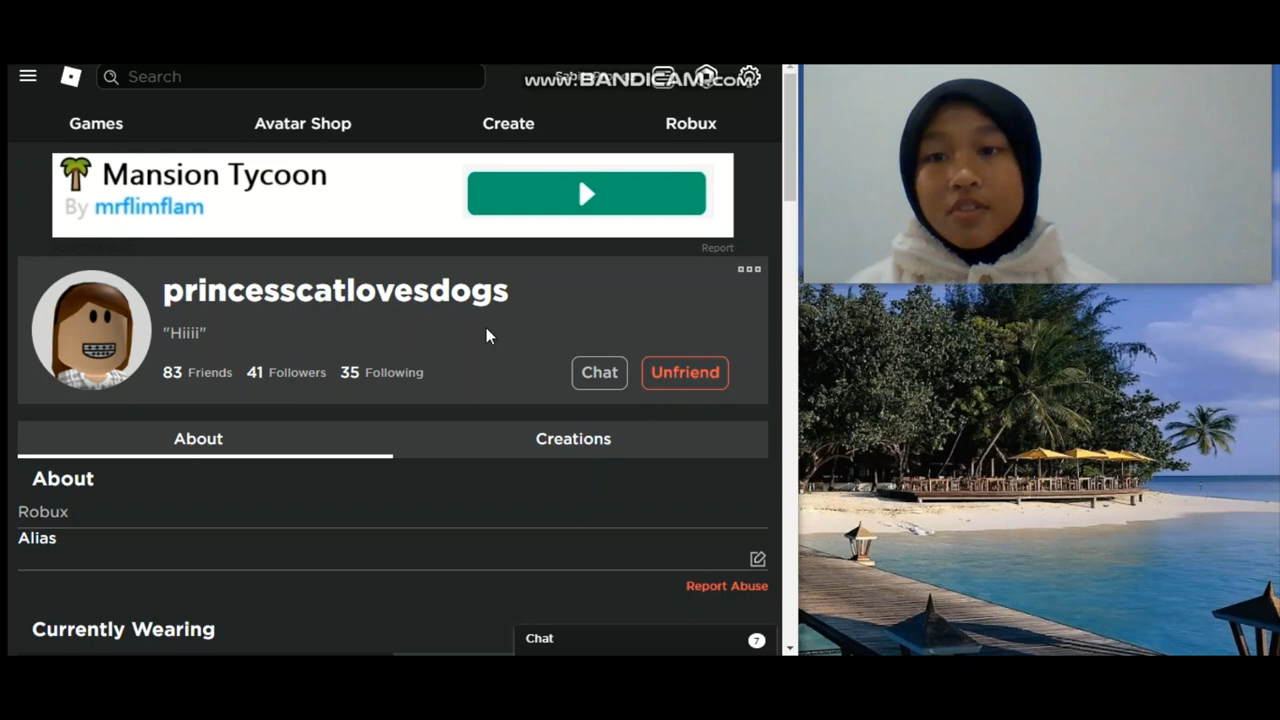 Search
www.BANDICAM.com
Games
Avatar Shop
Create
Robux
Mansion Tycoon
By mrflimflam
Report
princesscatlovesdogs
"Hiiii"
83 Friends 41 Followers 35 Following
Chat
Unfriend
About
Creations
About
Robux
Alias
Report Abuse
Currently Wearing
Chat
7